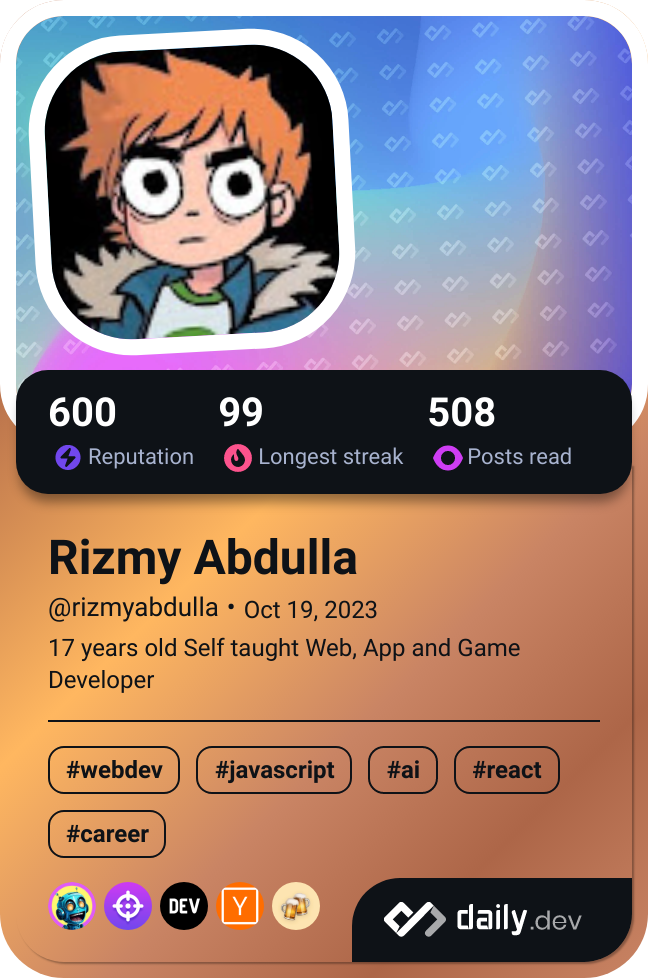 600 99 508
Reputation Longest streak Posts read
Rizmy Abdulla
@rizmyabdulla • Oct 19, 2023
17 years old Self taught Web, App and Game
Developer
#webdev #javascript #ai #react
#career
DEV Y daily.dev